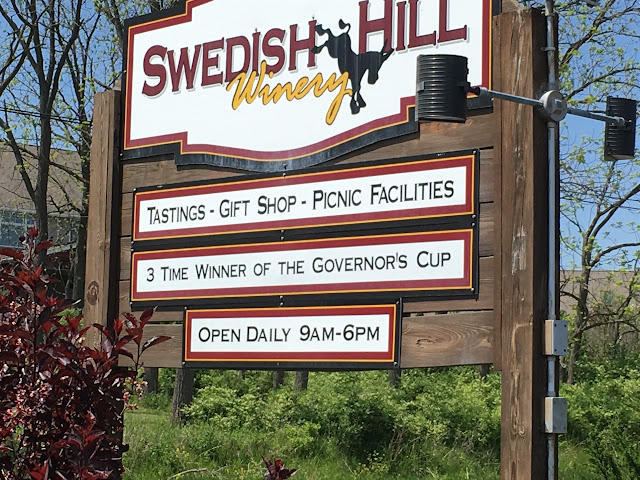 SWEDISH HILL
Winery
TASTINGS - GIFT SHOP - PICNIC FACILITIES
3 TIME WINNER OF THE GOVERNOR'S CUP
OPEN DAILY 9AM-6PM